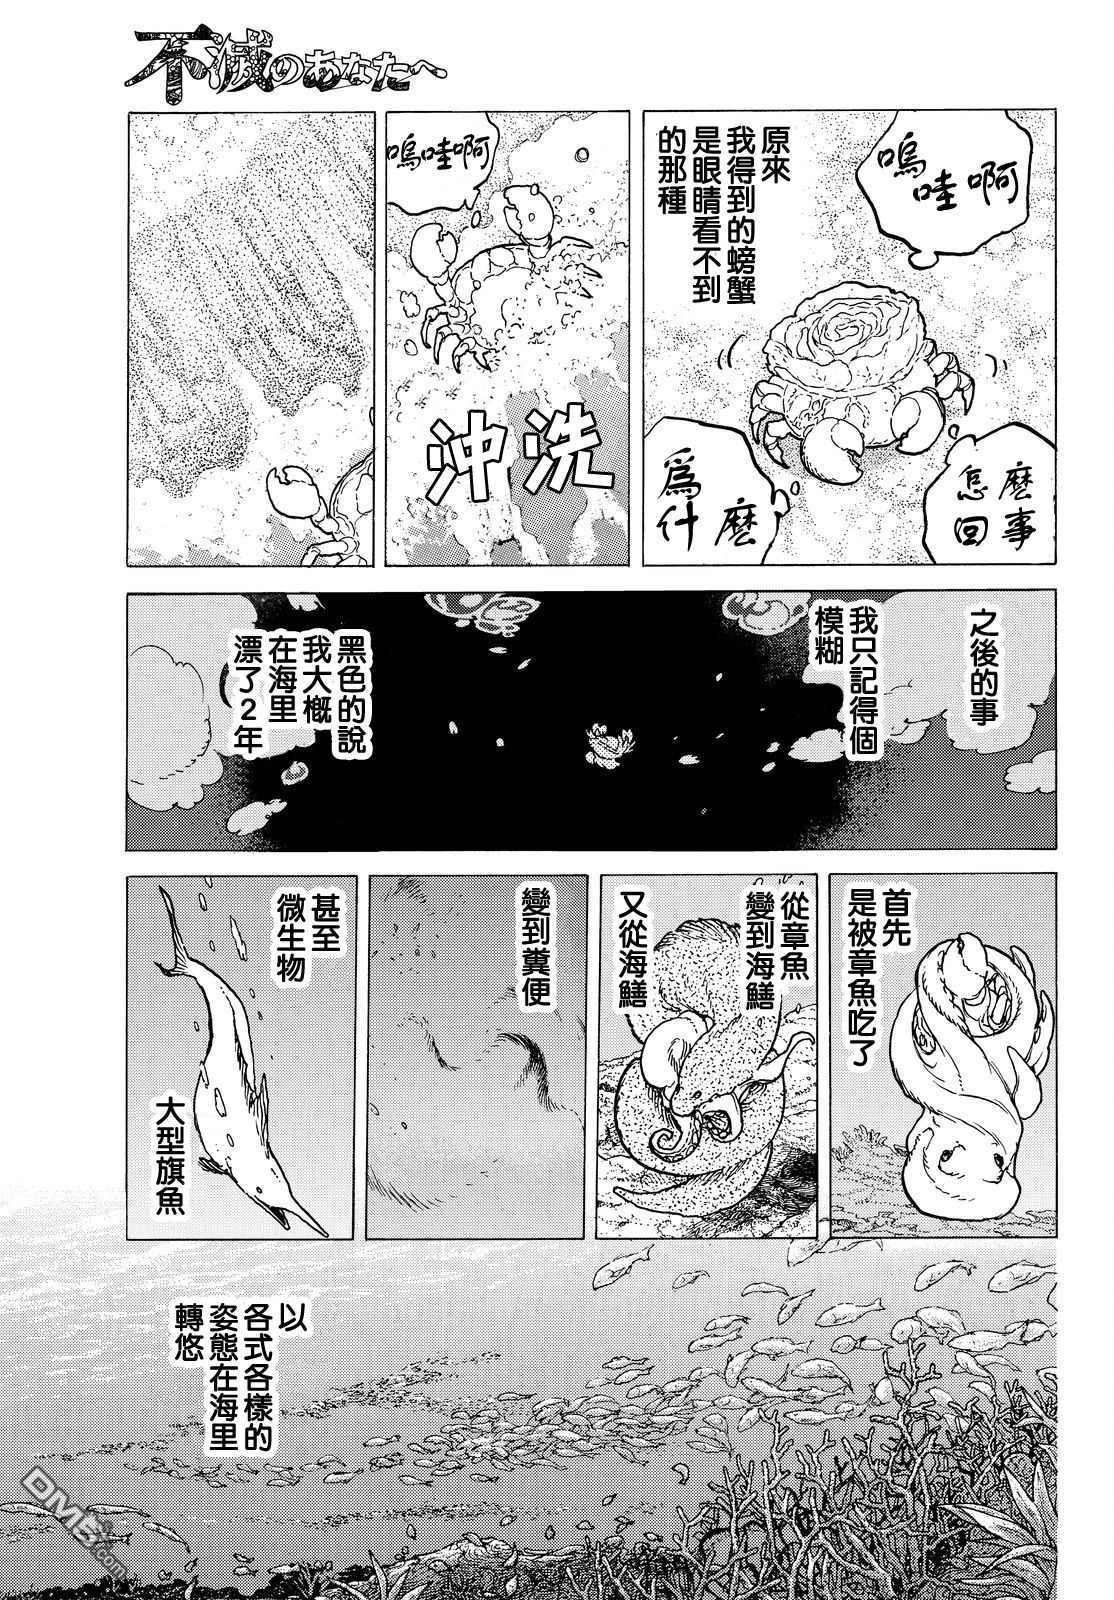 不滅のあなたへ
嗚哇啊
原來
我得到的螃蟹
是眼睛看不到
的那種
怎麽
回事
爲
什麽
嗚哇啊
沖洗
之後的事
我只記得個
模糊
黑色的說
我大概
在海里
漂了2年
首先
是被章魚吃了
從章魚
變到海鱔
又從海鱔
變到糞便
甚至
微生物
大型旗魚
以
各式各樣的
姿態在海里
轉悠
DM5.com